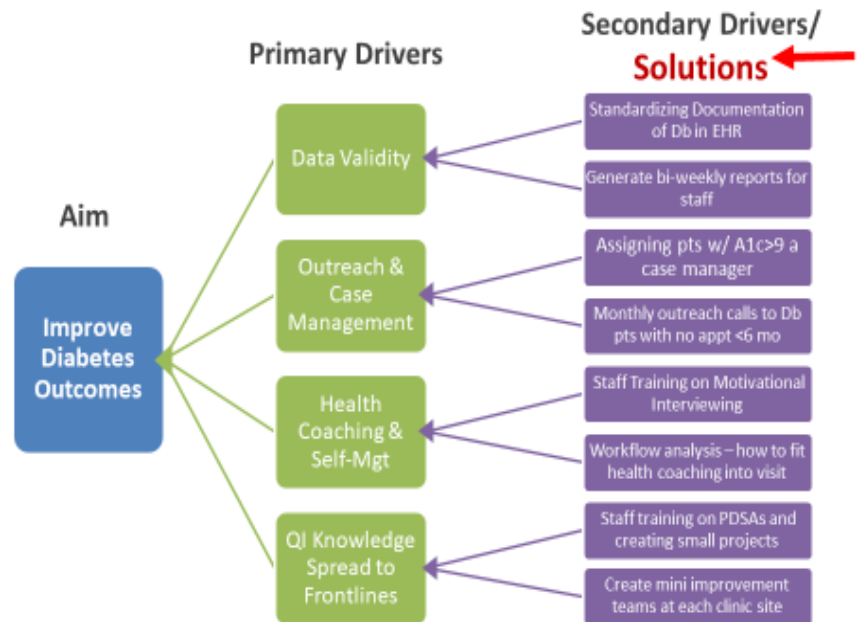 Secondary Drivers/
Solutions
Primary Drivers
Aim
Improve
Diabetes
Outcomes
Data Validity
Outreach &
Case
Management
Health
Coaching &
Self-Mgt
QI Knowledge
Spread to
Frontlines
Standardizing Documentation
of Db in EHR
Generate bi-weekly reports for
staff
Assigning pts w/ A1c>9 a
case manager
Monthly outreach calls to Db
pts with no appt <6 mo
Staff Training on Motivational
Interviewing
Workflow analysis – how to fit
health coaching into visit
Staff training on PDSAs and
creating small projects
Create mini improvement
teams at each clinic site